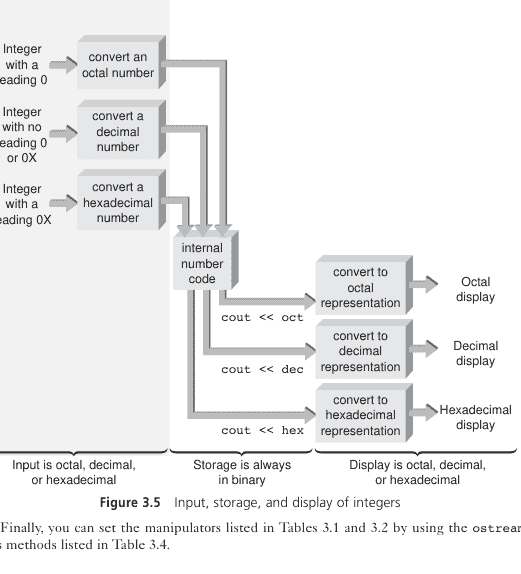 Integer
with a
eading 0
convert an
octal number
Integer
with no
eading 0
or 0X
convert a
decimal
number
Integer
with a
eading 0X
convert a
hexadecimal
number
internal
number
code
convert to
octal
representation
Octal
display
cout << oct
convert to
decimal
representation
Decimal
display
cout << dec
convert to
hexadecimal
representation
Hexadecimal
display
cout << hex
Input is octal, decimal,
or hexadecimal
Storage is always
in binary
Display is octal, decimal,
or hexadecimal
Figure 3.5 Input, storage, and display of integers
Finally, you can set the manipulators listed in Tables 3.1 and 3.2 by using the ostream
s methods listed in Table 3.4.